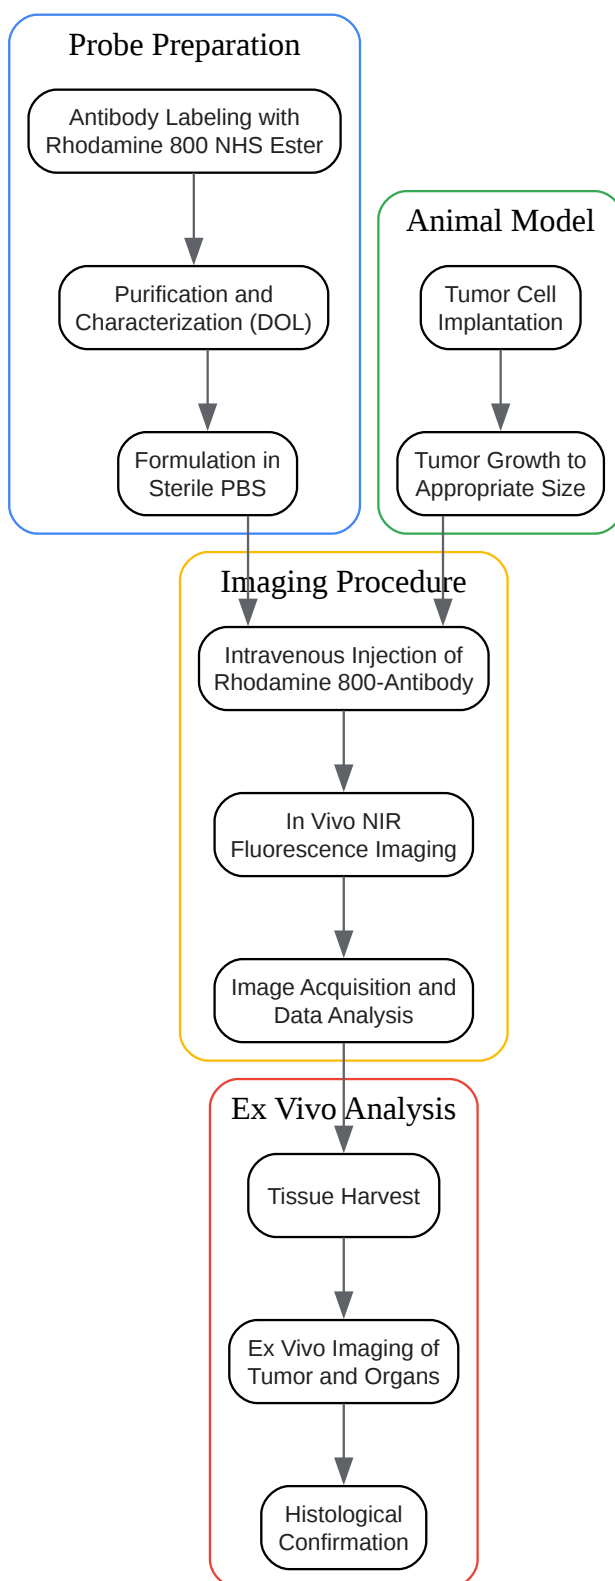 Probe Preparation
Antibody Labeling with
Rhodamine 800 NHS Ester
Purification and
Characterization (DOL)
Formulation in
Sterile PBS
Animal Model
Tumor Cell
Implantation
Tumor Growth to
Appropriate Size
Imaging Procedure
Intravenous Injection of
Rhodamine 800-Antibody
In Vivo NIR
Fluorescence Imaging
Image Acquisition and
Data Analysis
Ex Vivo Analysis
Tissue Harvest
Ex Vivo Imaging of
Tumor and Organs
Histological
Confirmation